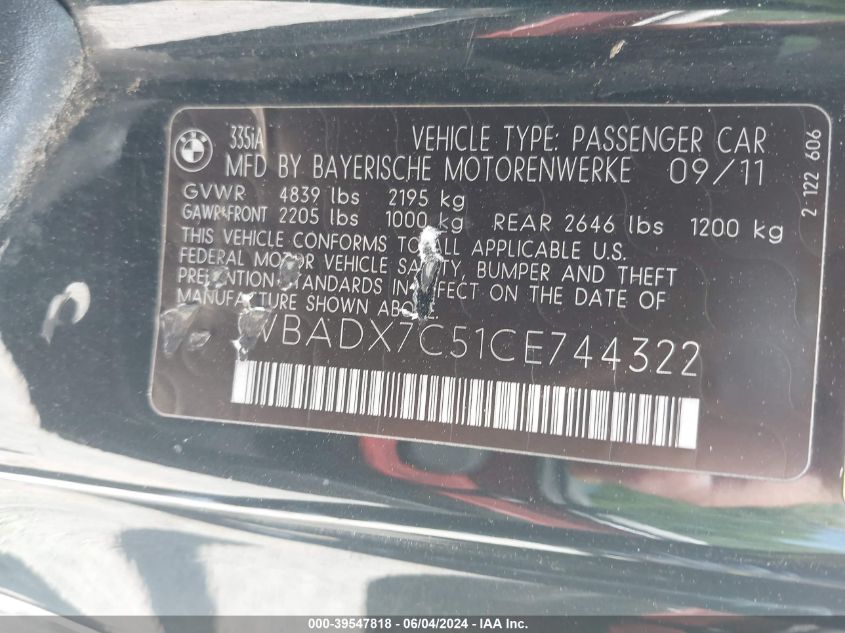 335iA VEHICLE TYPE: PASSENGER CAR
MFD BY BAYERISCHE MOTORENWERKE 09/11
GVWR 4839 lbs 2195 kg
GAWR FRONT 2205 lbs 1000 kg REAR 2646 lbs 1200 kg
THIS VEHICLE CONFORMS TO ALL APPLICABLE U.S.
FEDERAL MOTOR VEHICLE SAFETY, BUMPER AND THEFT
PREVENTION STANDARDS IN EFFECT ON THE DATE OF
MANUFACTURE SHOWN ABOVE
WBADX7C51CE744322
2 122 606
000-39547818 - 06/04/2024 - IAAI Inc.